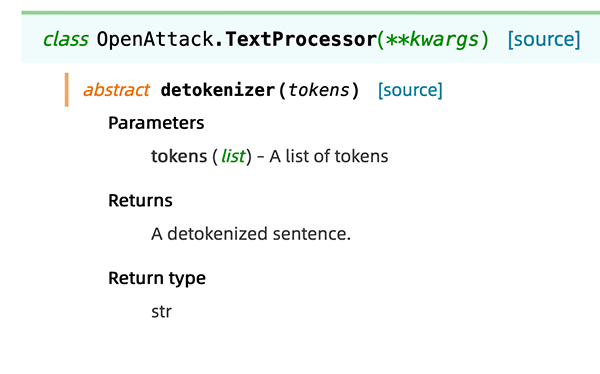 class OpenAttack.TextProcessor(**kwargs) [source]
abstract detokenizer(tokens) [source]
Parameters
tokens (list) – A list of tokens
Returns
A detokenized sentence.
Return type
str